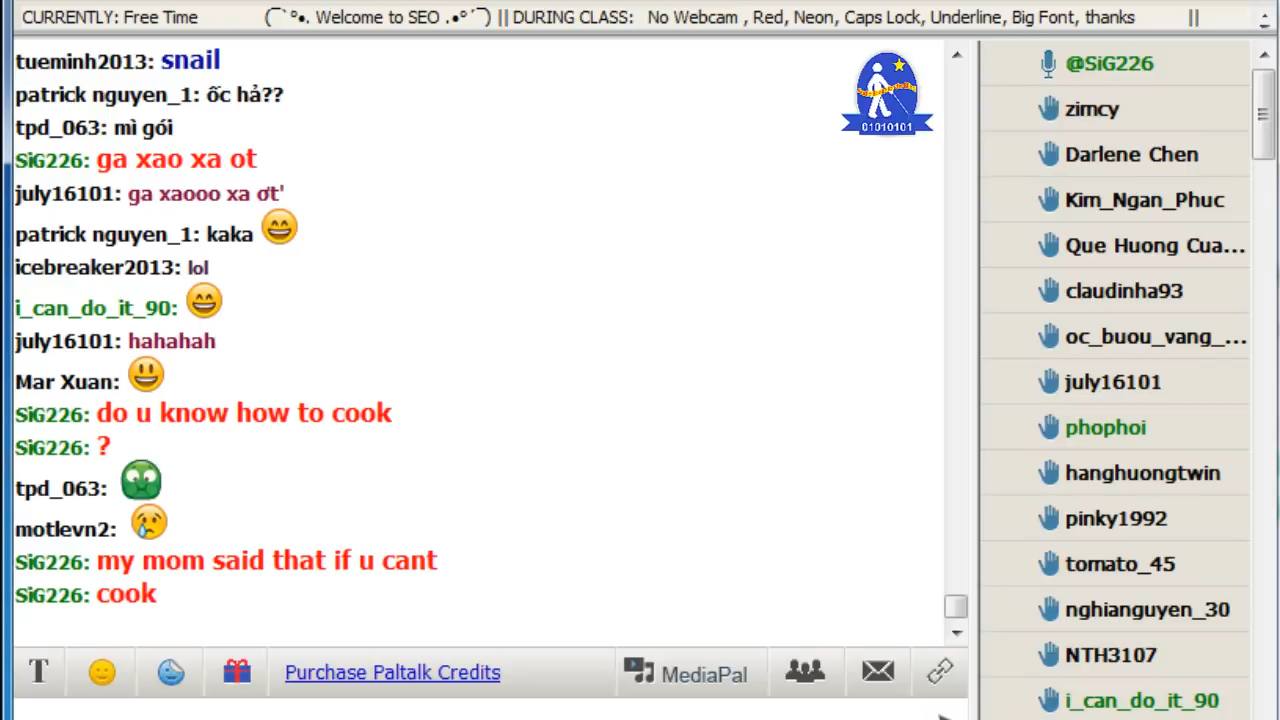 CURRENTLY: Free Time (¯`°•. Welcome to SEO .•°´¯) || DURING CLASS: No Webcam , Red, Neon, Caps Lock, Underline, Big Font, thanks ||
tueminh2013: snail
patrick nguyen_1: ốc hả??
tpd_063: mì gói
SiG226: ga xao xa ot
july16101: ga xaooo xa ơt'
patrick nguyen_1: kaka
icebreaker2013: lol
i_can_do_it_90:
july16101: hahahah
Mar Xuan:
SiG226: do u know how to cook
SiG226: ?
tpd_063:
motlevn2:
SiG226: my mom said that if u cant
SiG226: cook
01010101
T
Purchase Paltalk Credits
MediaPal
@SiG226
zimcy
Darlene Chen
Kim_Ngan_Phuc
Que Huong Cua...
claudinha93
oc_buou_vang_...
july16101
phophoi
hanghuongtwin
pinky1992
tomato_45
nghianguyen_30
NTH3107
i_can_do_it_90